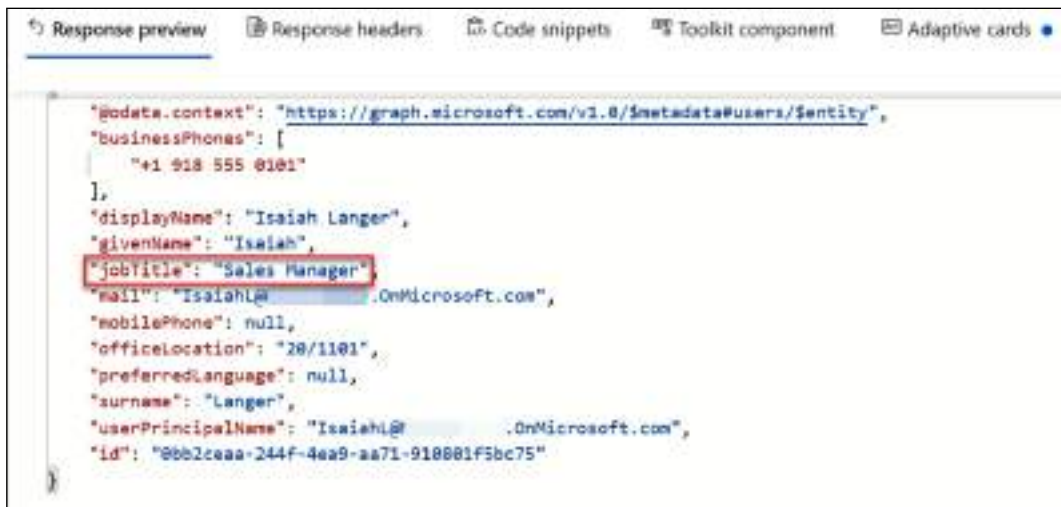 Response preview Response headers Code snippets Toolkit component Adaptive cards
"@odata.context": "https://graph.microsoft.com/v1.0/$metadata#users/$entity",
"businessPhones": [
"+1 918 555 0101"
],
"displayName": "Isaiah Langer",
"givenName": "Isaiah",
"jobTitle": "Sales Manager",
"mail": "IsaiahL@ .OnMicrosoft.com",
"mobilePhone": null,
"officeLocation": "20/1101",
"preferredLanguage": null,
"surname": "Langer",
"userPrincipalName": "IsaiahL@ .OnMicrosoft.com",
"id": "0bb2ceaa-244f-4ea9-aa71-910801f5bc75"
}